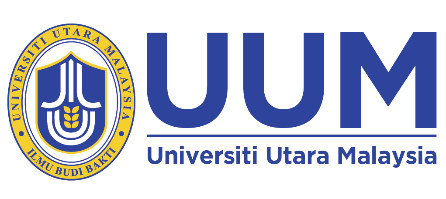 UNIVERSITI UTARA MALAYSIA
ILMU BUDI BAKTI
UUM
Universiti Utara Malaysia